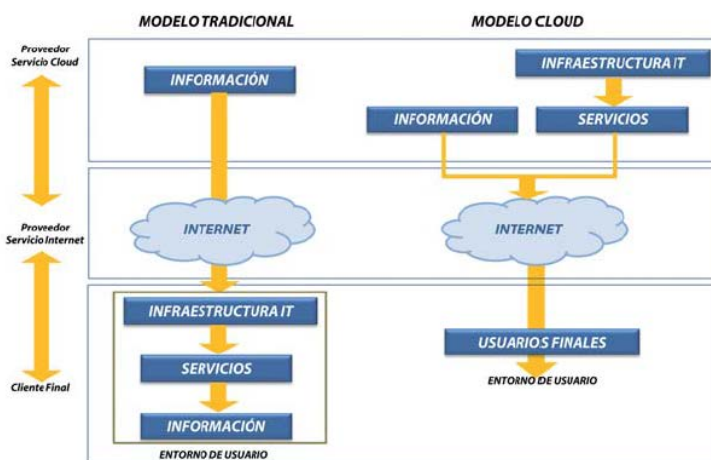 MODELO TRADICIONAL
MODELO CLOUD
Proveedor
Servicio Cloud
INFORMACIÓN
INFRAESTRUCTURA IT
INFORMACIÓN
SERVICIOS
Proveedor
Servicio Internet
INTERNET
INTERNET
INFRAESTRUCTURA IT
SERVICIOS
INFORMACIÓN
ENTORNO DE USUARIO
USUARIOS FINALES
ENTORNO DE USUARIO
Cliente Final